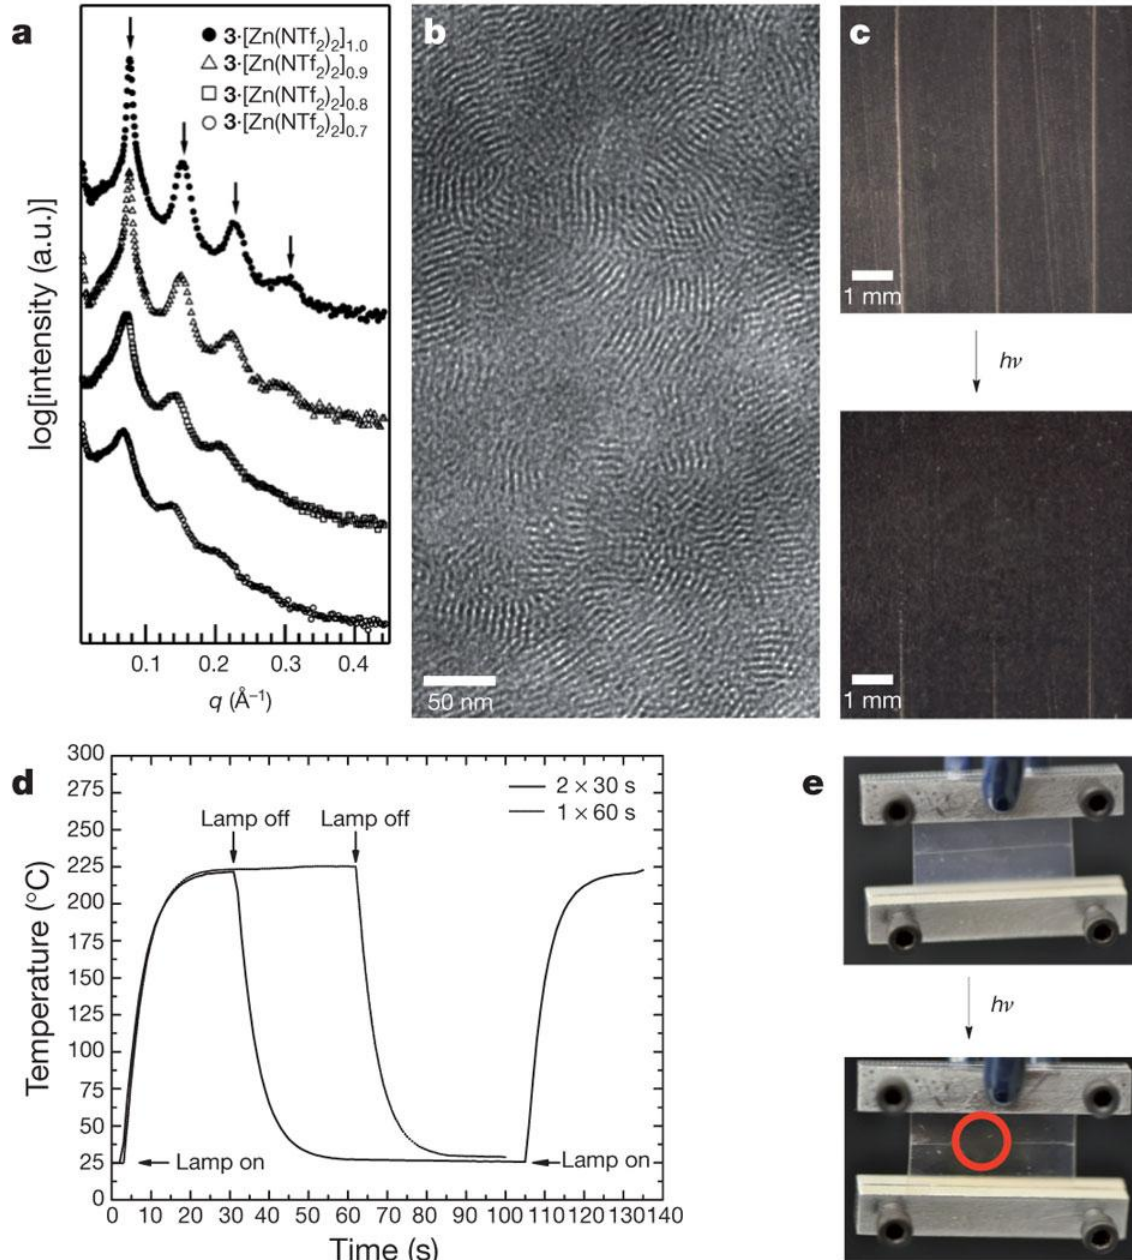 a
3·[Zn(NTf₂)₂]₁.₀
3·[Zn(NTf₂)₂]₀.₉
3·[Zn(NTf₂)₂]₀.₈
3·[Zn(NTf₂)₂]₀.₇
log[intensity (a.u.)]
0.1 0.2 0.3 0.4
q (Å⁻¹)
b
50 nm
c
1 mm
hν
1 mm
d
300
275
250
225
200
175
150
125
100
75
50
25
0
Temperature (°C)
2 × 30 s
1 × 60 s
Lamp off Lamp off
Lamp on Lamp on
0 10 20 30 40 50 60 70 80 90 100 110 120 130 140
Time (s)
e
hν